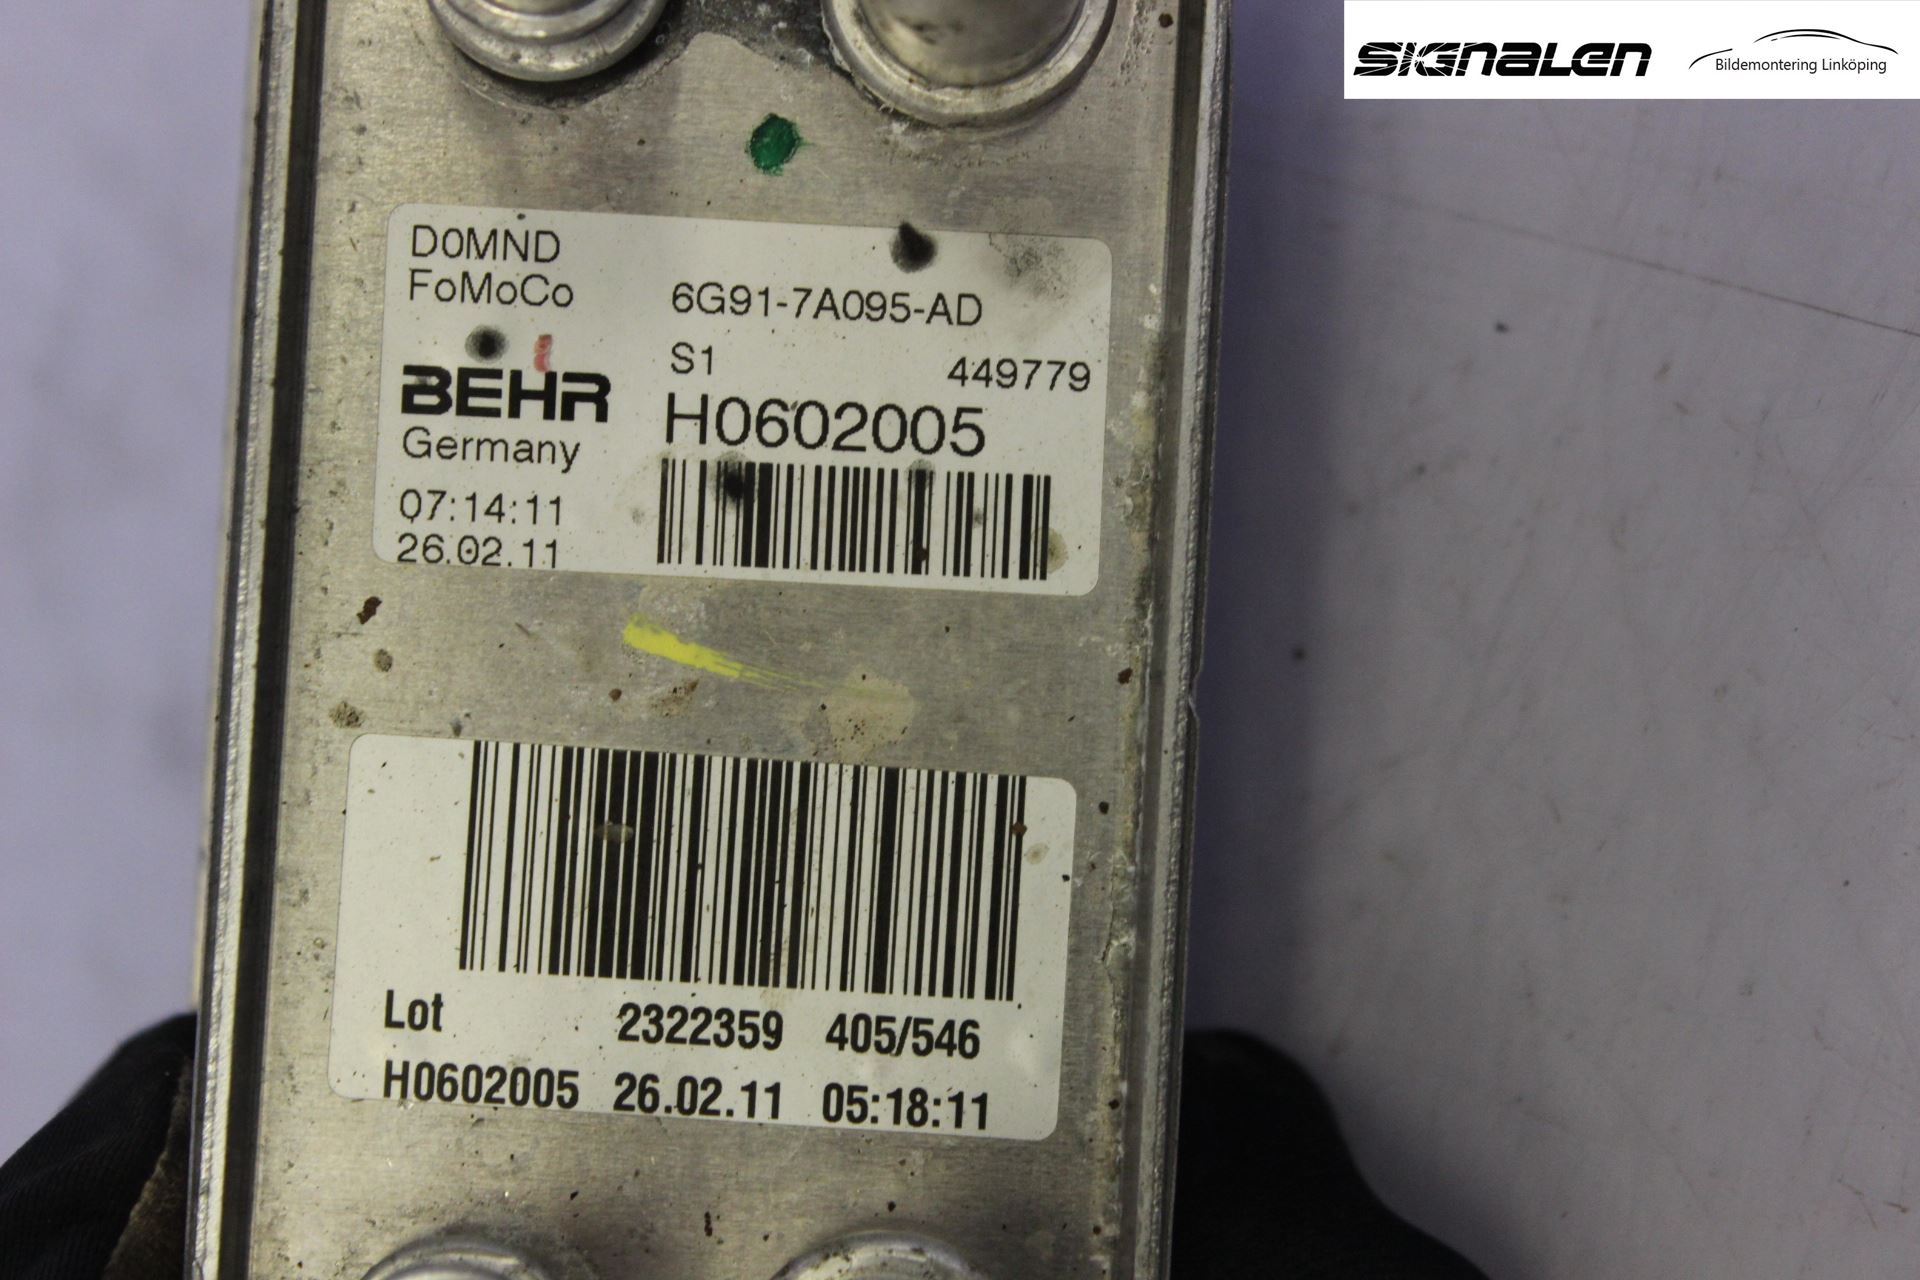 SIGNALEN
Bildemontering Linköping
D0MND
FoMoCo
6G91-7A095-AD
S1
449779
BEHR
H0602005
Germany
07:14:11
26.02.11
Lot 2322359 405/546
H0602005 26.02.11 05:18:11